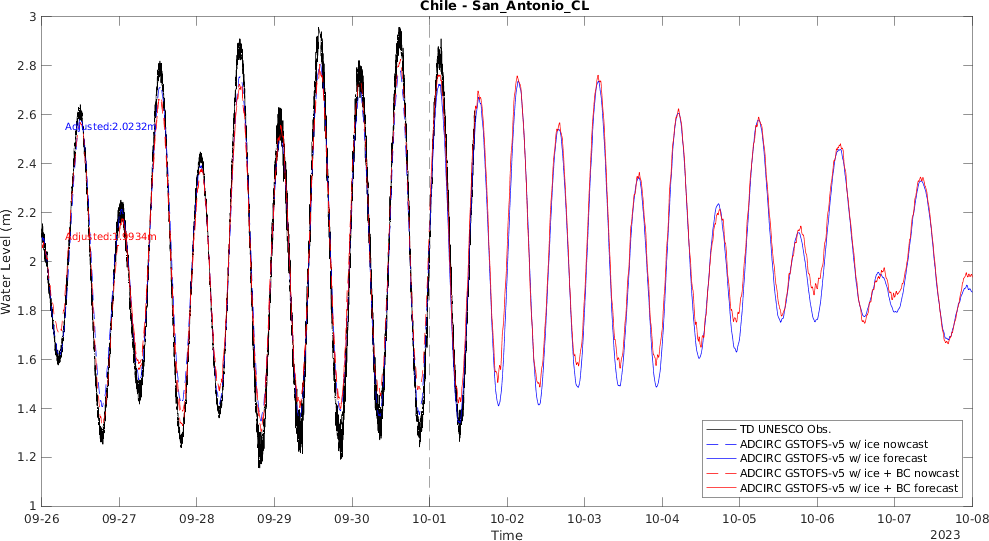 Chile - San_Antonio_CL
Water Level (m)
3
2.8
2.6
2.4
2.2
2
1.8
1.6
1.4
1.2
1
Adjusted:2.0232m
Adjusted:1.9934m
TD UNESCO Obs.
ADCIRC GSTOFS-v5 w/ ice nowcast
ADCIRC GSTOFS-v5 w/ ice forecast
ADCIRC GSTOFS-v5 w/ ice + BC nowcast
ADCIRC GSTOFS-v5 w/ ice + BC forecast
09-26 09-27 09-28 09-29 09-30 10-01 10-02 10-03 10-04 10-05 10-06 10-07 10-08
Time
2023